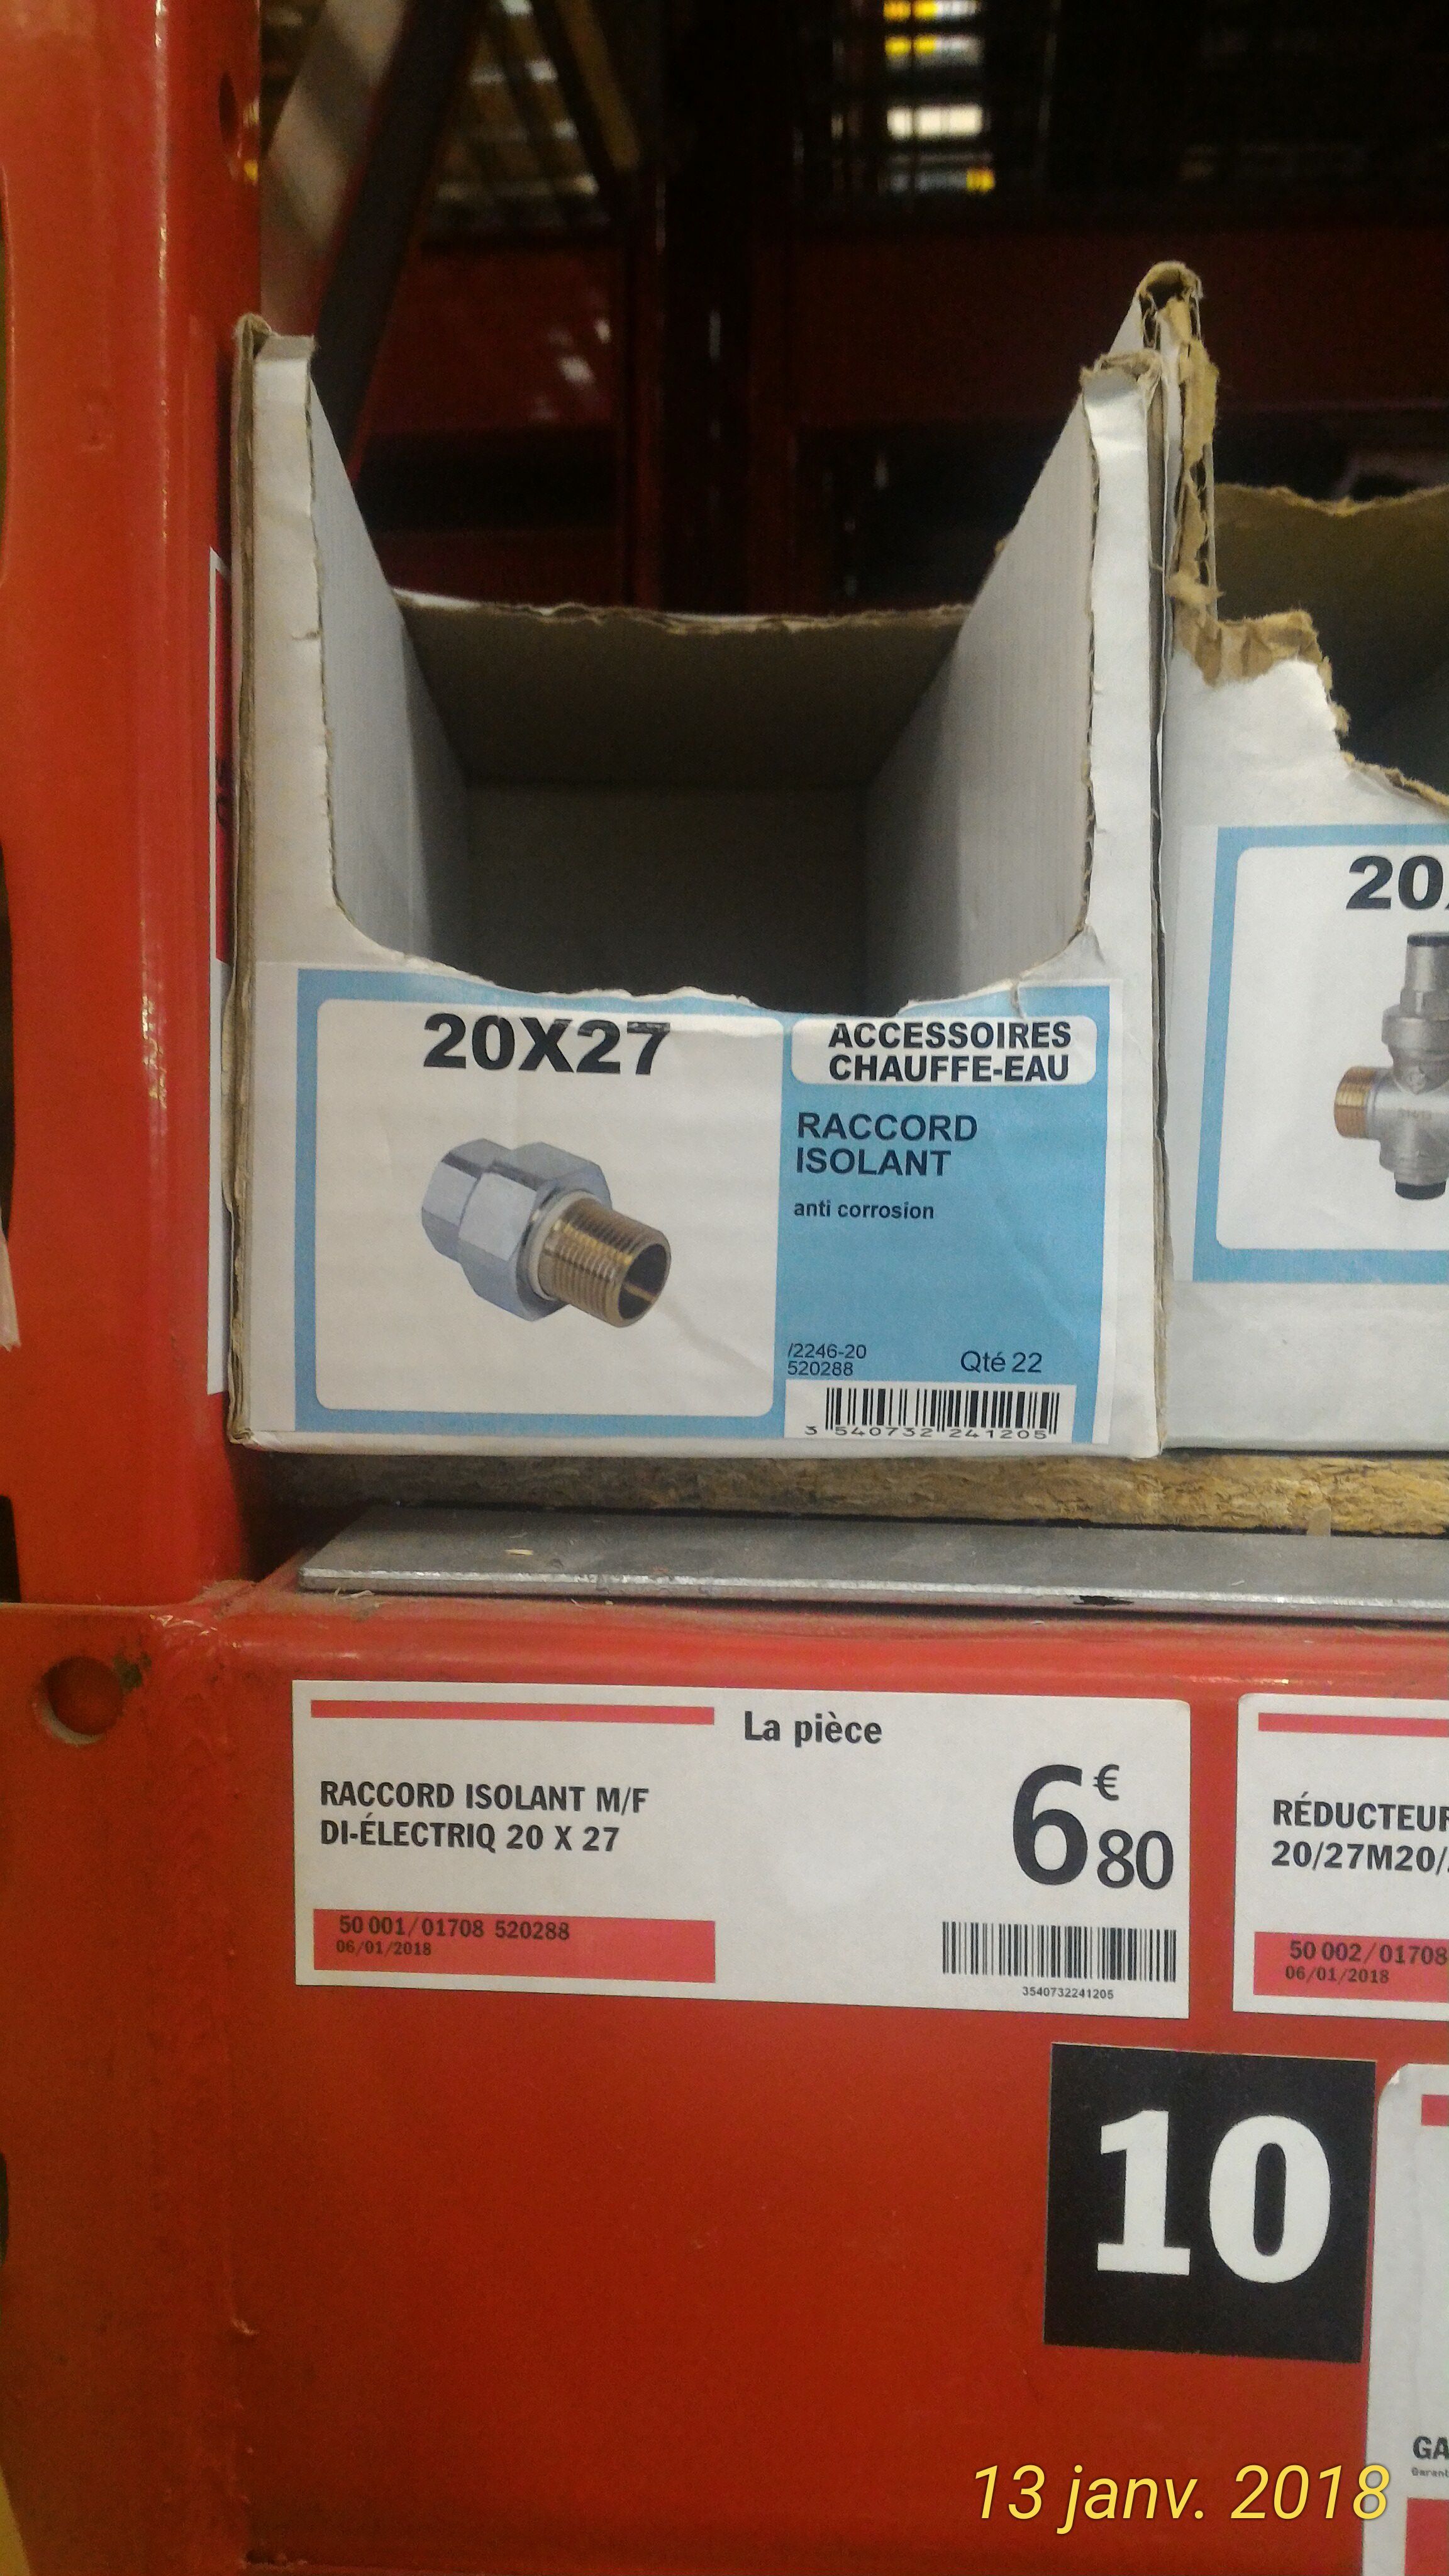 20X27
ACCESSOIRES
CHAUFFE-EAU
RACCORD
ISOLANT
anti corrosion
/2246-20
520288
Qté 22
3 540732 241205
20
La pièce
RACCORD ISOLANT M/F
DI-ÉLECTRIQ 20 X 27
6€80
50 001/01708 520288
06/01/2018
3540732241205
RÉDUCTEUR
20/27M20/
50 002/01708
06/01/2018
10
GA
13 janv. 2018